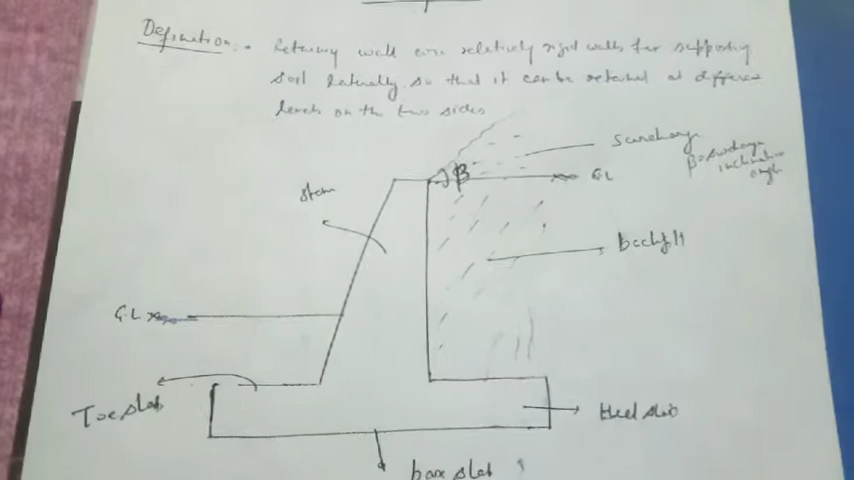 Definition:- Retaining wall are relatively rigid walls for supporting
soil laterally so that it can be retained at different
levels on the two sides
Surcharge
β = surcharge
inclination
angle
β
GL
stem
backfill
GL
Toe slab
Heel slab
base slab